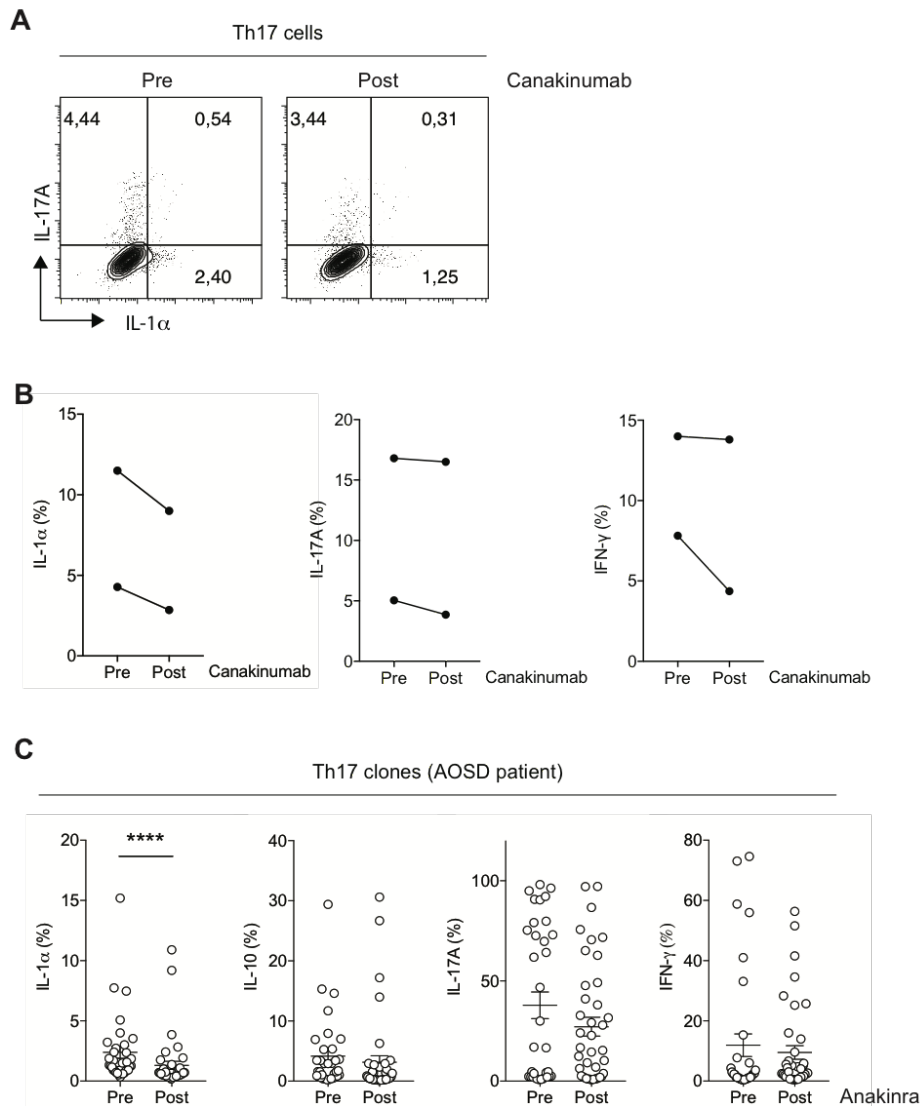 A
Th17 cells
Pre Post Canakinumab
4,44 0,54 3,44 0,31
IL-17A
2,40 1,25
IL-1α
B
15 10 5 0
IL-1α (%)
Pre Post Canakinumab
20 15 10 5 0
IL-17A (%)
Pre Post Canakinumab
15 10 5 0
IFN-γ (%)
Pre Post Canakinumab
C
Th17 clones (AOSD patient)
20 15 10 5 0
IL-1α (%)
****
Pre Post
40 30 20 10 0
IL-10 (%)
Pre Post
100 50 0
IL-17A (%)
Pre Post
80 60 40 20 0
IFN-γ (%)
Pre Post Anakinra